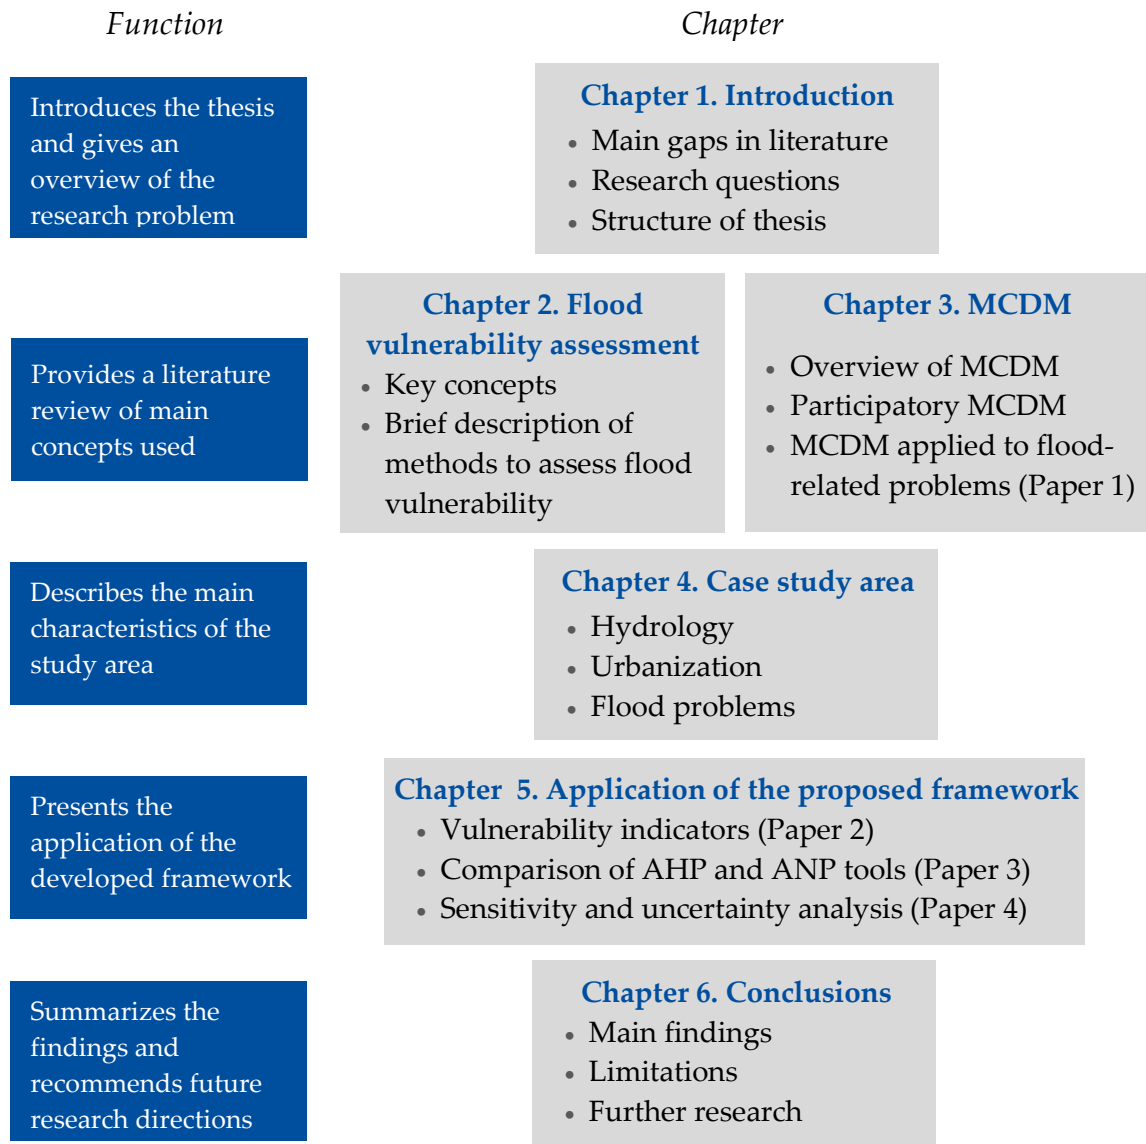 Function
Chapter
Introduces the thesis
and gives an
overview of the
research problem
Chapter 1. Introduction
• Main gaps in literature
• Research questions
• Structure of thesis
Provides a literature
review of main
concepts used
Chapter 2. Flood
vulnerability assessment
• Key concepts
• Brief description of
methods to assess flood
vulnerability
Chapter 3. MCDM
• Overview of MCDM
• Participatory MCDM
• MCDM applied to flood-
related problems (Paper 1)
Describes the main
characteristics of the
study area
Chapter 4. Case study area
• Hydrology
• Urbanization
• Flood problems
Presents the
application of the
developed framework
Chapter 5. Application of the proposed framework
• Vulnerability indicators (Paper 2)
• Comparison of AHP and ANP tools (Paper 3)
• Sensitivity and uncertainty analysis (Paper 4)
Summarizes the
findings and
recommends future
research directions
Chapter 6. Conclusions
• Main findings
• Limitations
• Further research